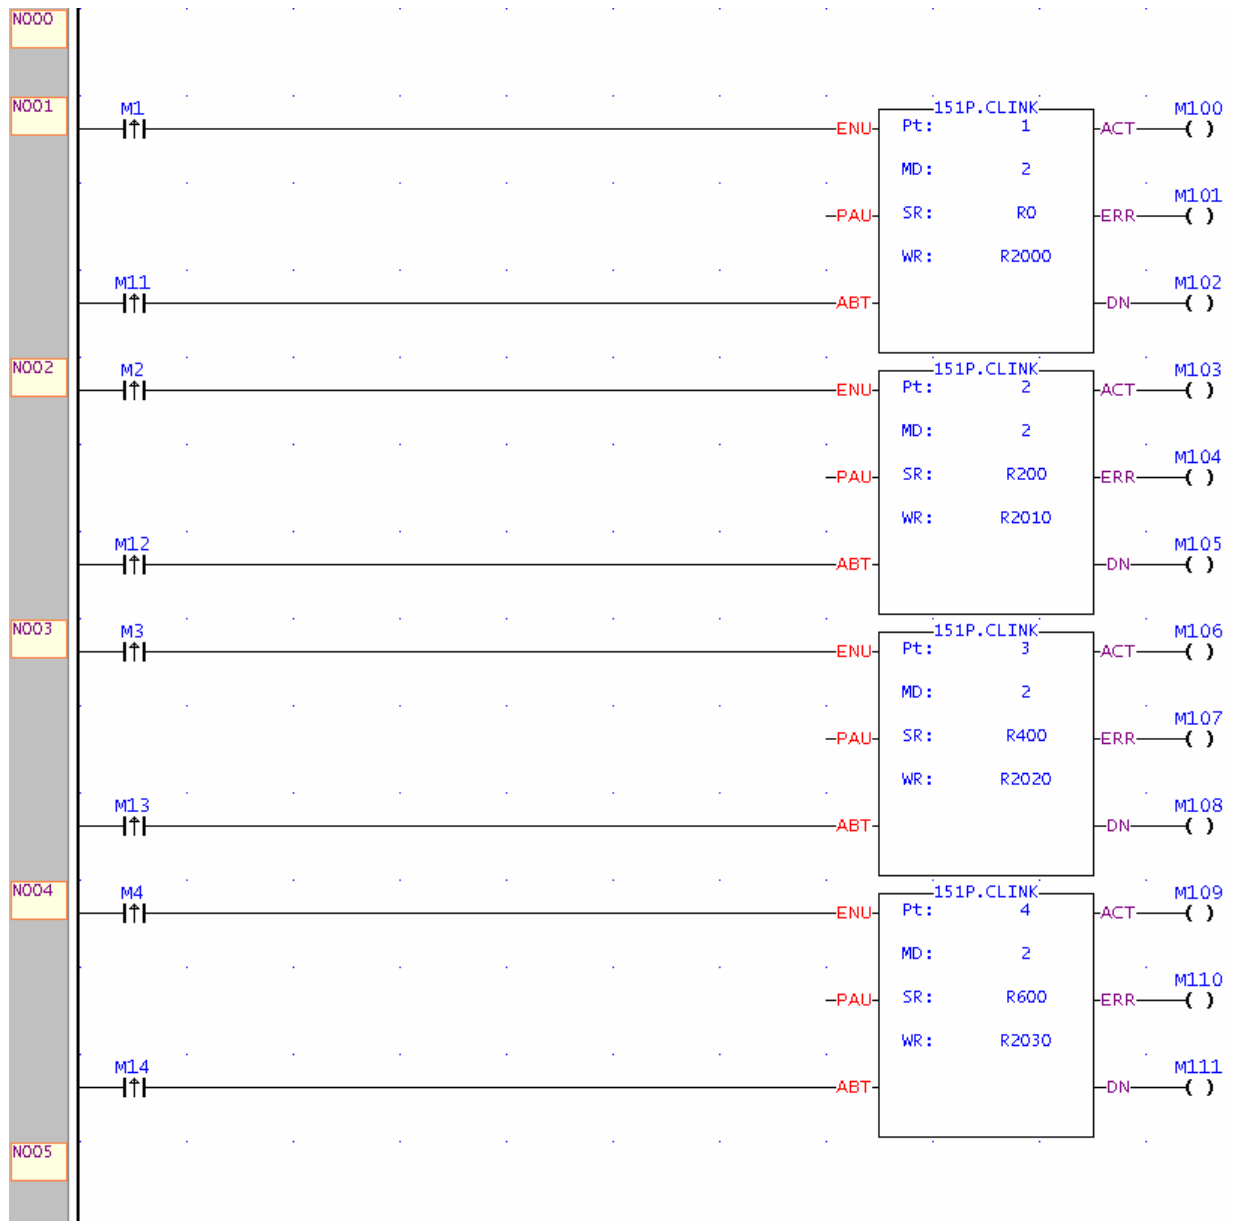 N000
N001
M1
151P.CLINK
M100
ENU
Pt: 1
ACT
( )
MD: 2
M101
PAU
SR: R0
ERR
( )
WR: R2000
M11
M102
ABT
DN
( )
N002
M2
151P.CLINK
M103
ENU
Pt: 2
ACT
( )
MD: 2
M104
PAU
SR: R200
ERR
( )
WR: R2010
M12
M105
ABT
DN
( )
N003
M3
151P.CLINK
M106
ENU
Pt: 3
ACT
( )
MD: 2
M107
PAU
SR: R400
ERR
( )
WR: R2020
M13
M108
ABT
DN
( )
N004
M4
151P.CLINK
M109
ENU
Pt: 4
ACT
( )
MD: 2
M110
PAU
SR: R600
ERR
( )
WR: R2030
M14
M111
ABT
DN
( )
N005